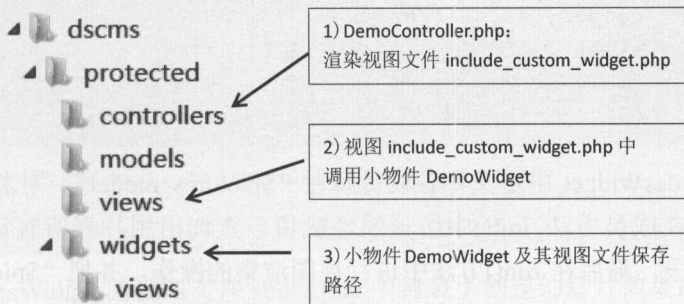 dscms
protected
controllers
models
views
widgets
views
1) DemoController.php:
渲染视图文件 include_custom_widget.php
2) 视图 include_custom_widget.php 中
调用小物件 DemoWidget
3) 小物件 DemoWidget 及其视图文件保存
路径